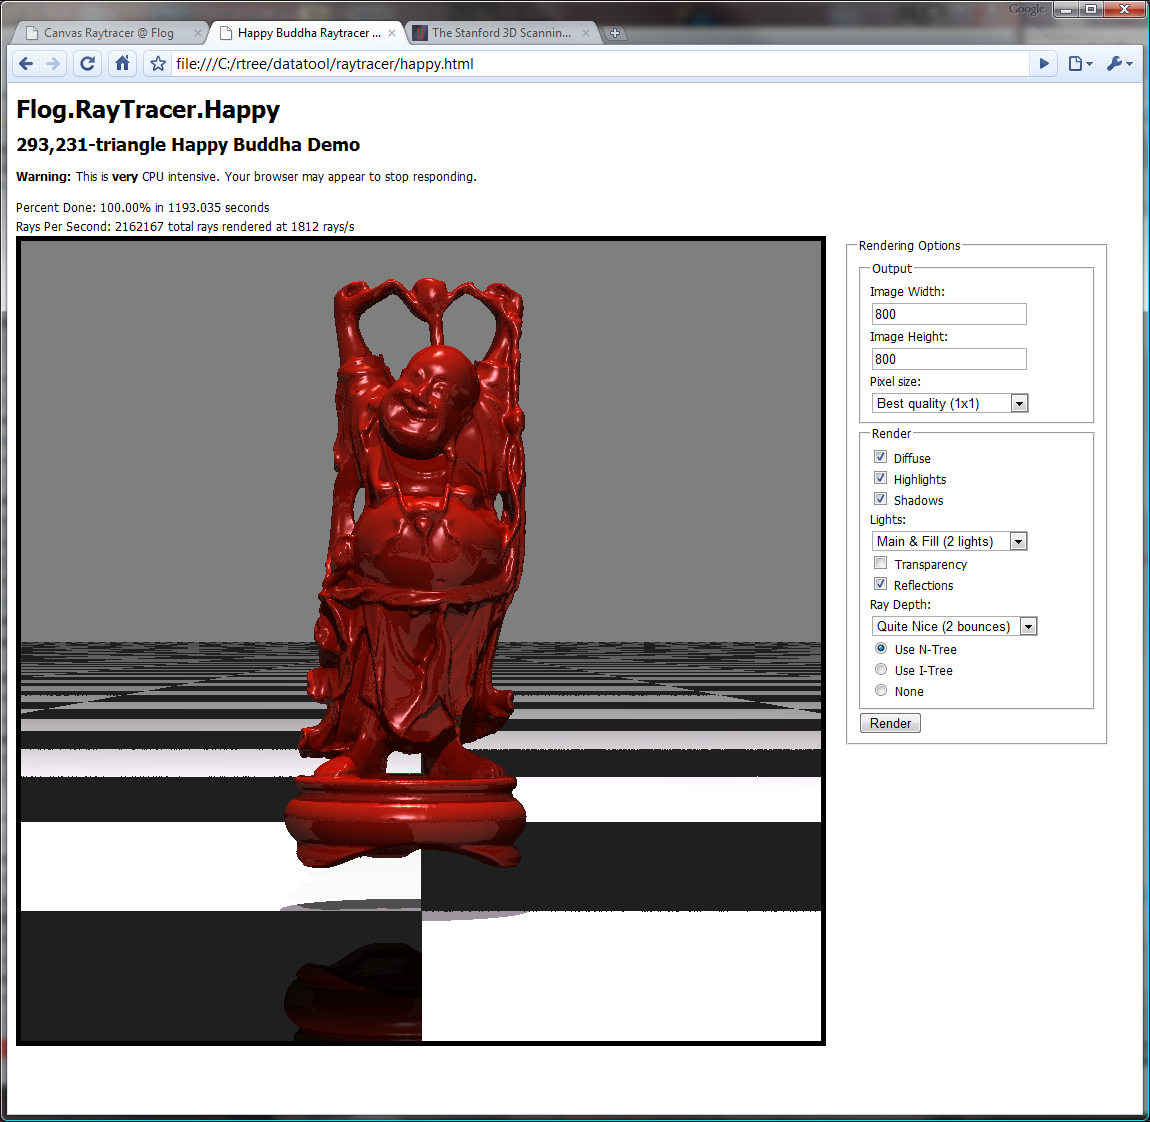 Google
Canvas Raytracer @ Flog
Happy Buddha Raytracer ...
The Stanford 3D Scannin...
file:///C:/rtree/datatool/raytracer/happy.html
Flog.RayTracer.Happy
293,231-triangle Happy Buddha Demo
Warning: This is very CPU intensive. Your browser may appear to stop responding.
Percent Done: 100.00% in 1193.035 seconds
Rays Per Second: 2162167 total rays rendered at 1812 rays/s
Rendering Options
Output
Image Width:
800
Image Height:
800
Pixel size:
Best quality (1x1)
Render
Diffuse
Highlights
Shadows
Lights:
Main & Fill (2 lights)
Transparency
Reflections
Ray Depth:
Quite Nice (2 bounces)
Use N-Tree
Use I-Tree
None
Render